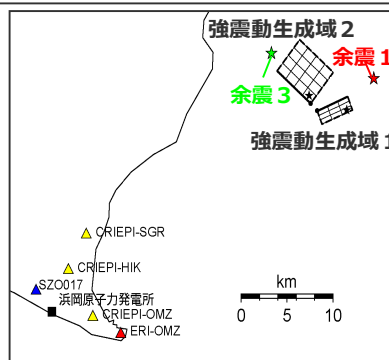 強震動生成域2
余震1
余震3
強震動生成域1
CRIEPI-SGR
CRIEPI-HIK
SZO017
浜岡原子力発電所
CRIEPI-OMZ
ERI-OMZ
km
0 5 10